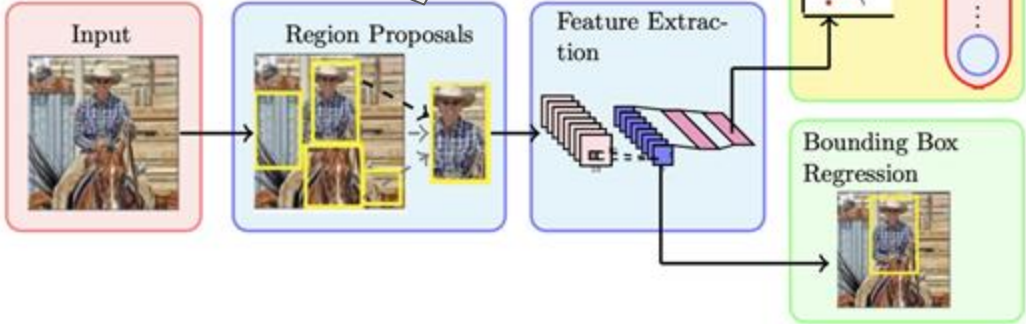 Input
Region Proposals
Feature Extrac-
tion
Bounding Box
Regression